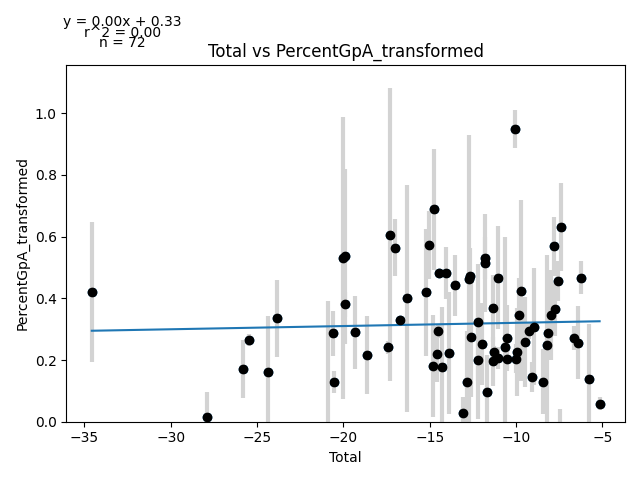 y = 0.00x + 0.33
r^2 = 0.00
n = 72
Total vs PercentGpA_transformed
PercentGpA_transformed
1.0
0.8
0.6
0.4
0.2
0.0
−35 −30 −25 −20 −15 −10 −5
Total